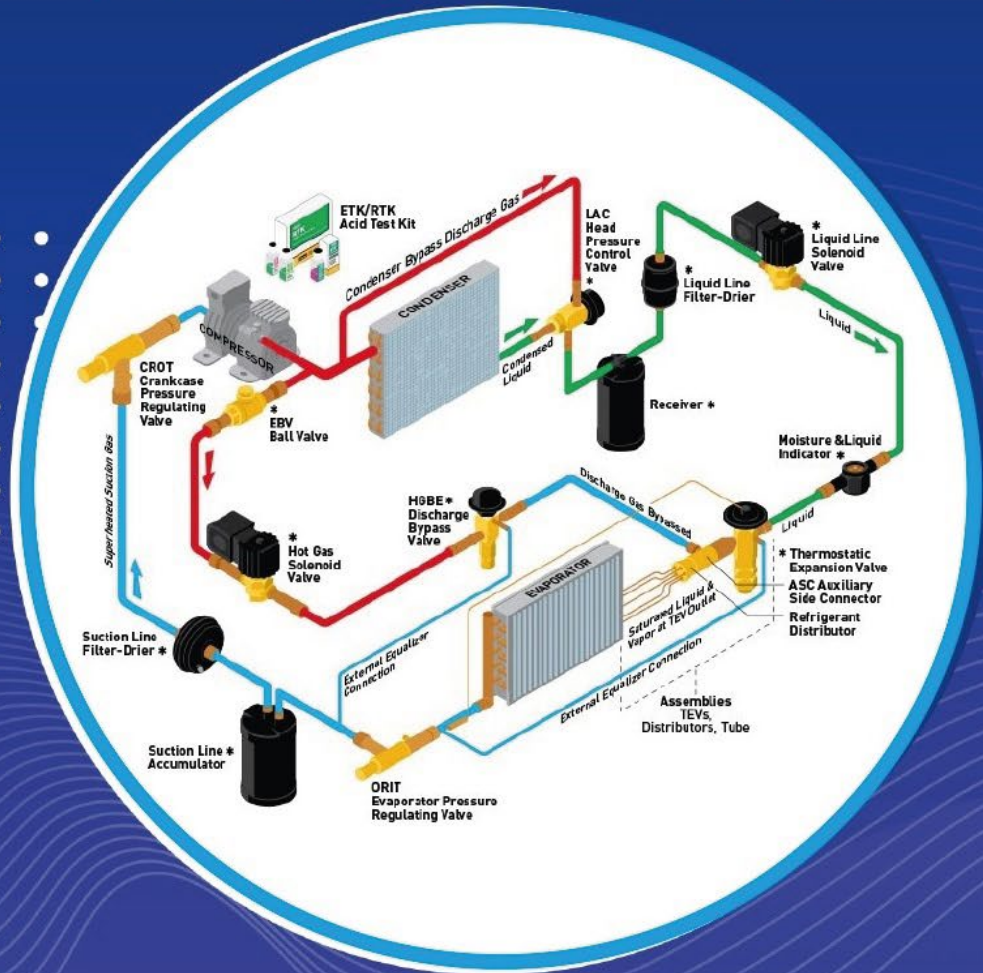 ETK/RTK
Acid Test Kit
RTK
Condenser Bypass Discharge Gas
LAC
Head
Pressure
Control
Valve
*
*
Liquid Line
Solenoid
Valve
*
Liquid Line
Filter-Drier
CONDENSER
COMPRESSOR
Liquid
Condensed
Liquid
CROT
Crankcase
Pressure
Regulating
Valve
*
EBV
Ball Valve
Receiver *
Moisture &Liquid
Indicator *
Superheated Suction Gas
HGBE *
Discharge
Bypass
Valve
Discharge Gas Bypassed
Liquid
*
Hot Gas
Solenoid
Valve
* Thermostatic
Expansion Valve
ASC Auxiliary
Side Connector
Refrigerant
Distributor
EVAPORATOR
Saturated Liquid &
Vapor at TEV Outlet
Suction Line
Filter-Drier *
External Equalizer
Connection
External Equalizer Connection
Assemblies
TEVs,
Distributors, Tube
Suction Line *
Accumulator
ORIT
Evaporator Pressure
Regulating Valve